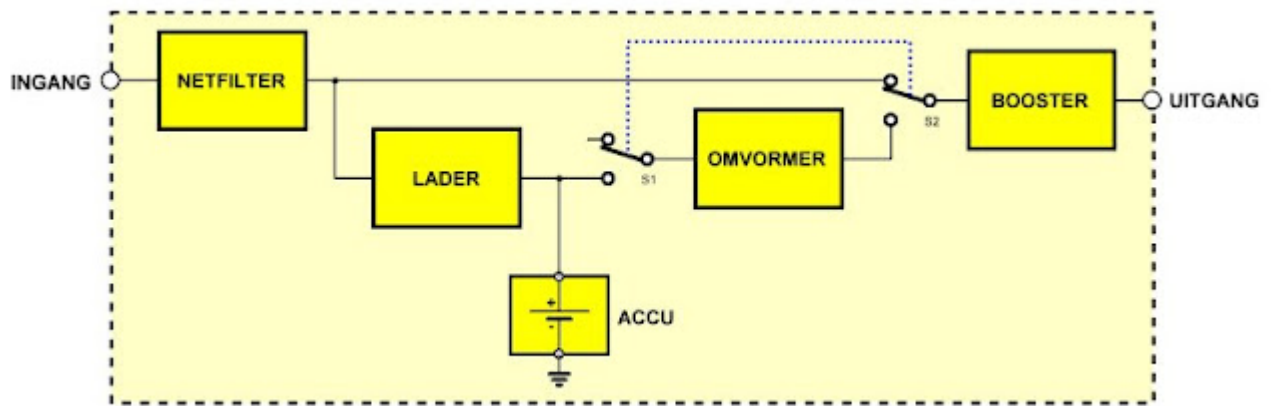 INGANG
NETFILTER
LADER
S1
OMVORMER
S2
BOOSTER
UITGANG
+
-
ACCU